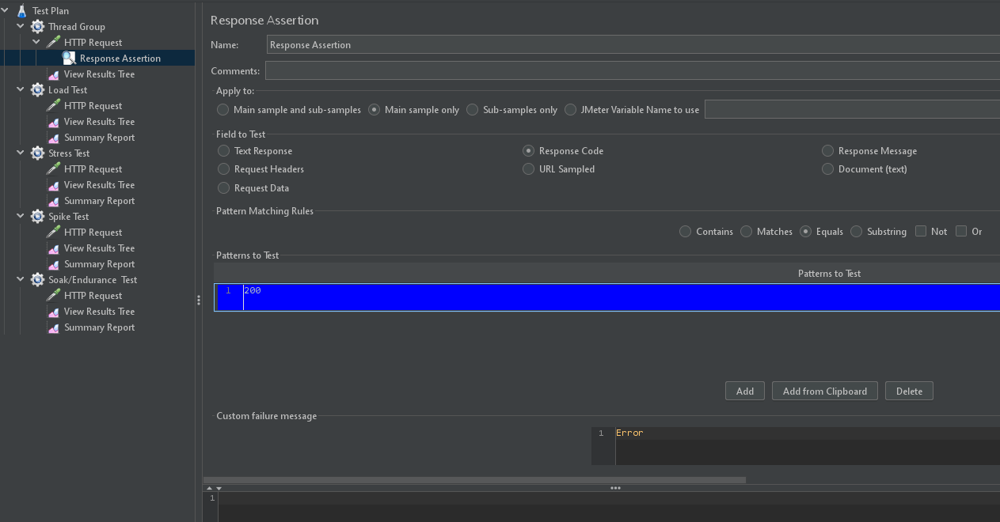 Test Plan
Thread Group
HTTP Request
Response Assertion
View Results Tree
Load Test
HTTP Request
View Results Tree
Summary Report
Stress Test
HTTP Request
View Results Tree
Summary Report
Spike Test
HTTP Request
View Results Tree
Summary Report
Soak/Endurance Test
HTTP Request
View Results Tree
Summary Report
Response Assertion
Name: Response Assertion
Comments:
Apply to:
Main sample and sub-samples Main sample only Sub-samples only JMeter Variable Name to use
Field to Test
Text Response Response Code Response Message
Request Headers URL Sampled Document (text)
Request Data
Pattern Matching Rules
Contains Matches Equals Substring Not Or
Patterns to Test
Patterns to Test
1 200
Add Add from Clipboard Delete
Custom failure message
1 Error
1